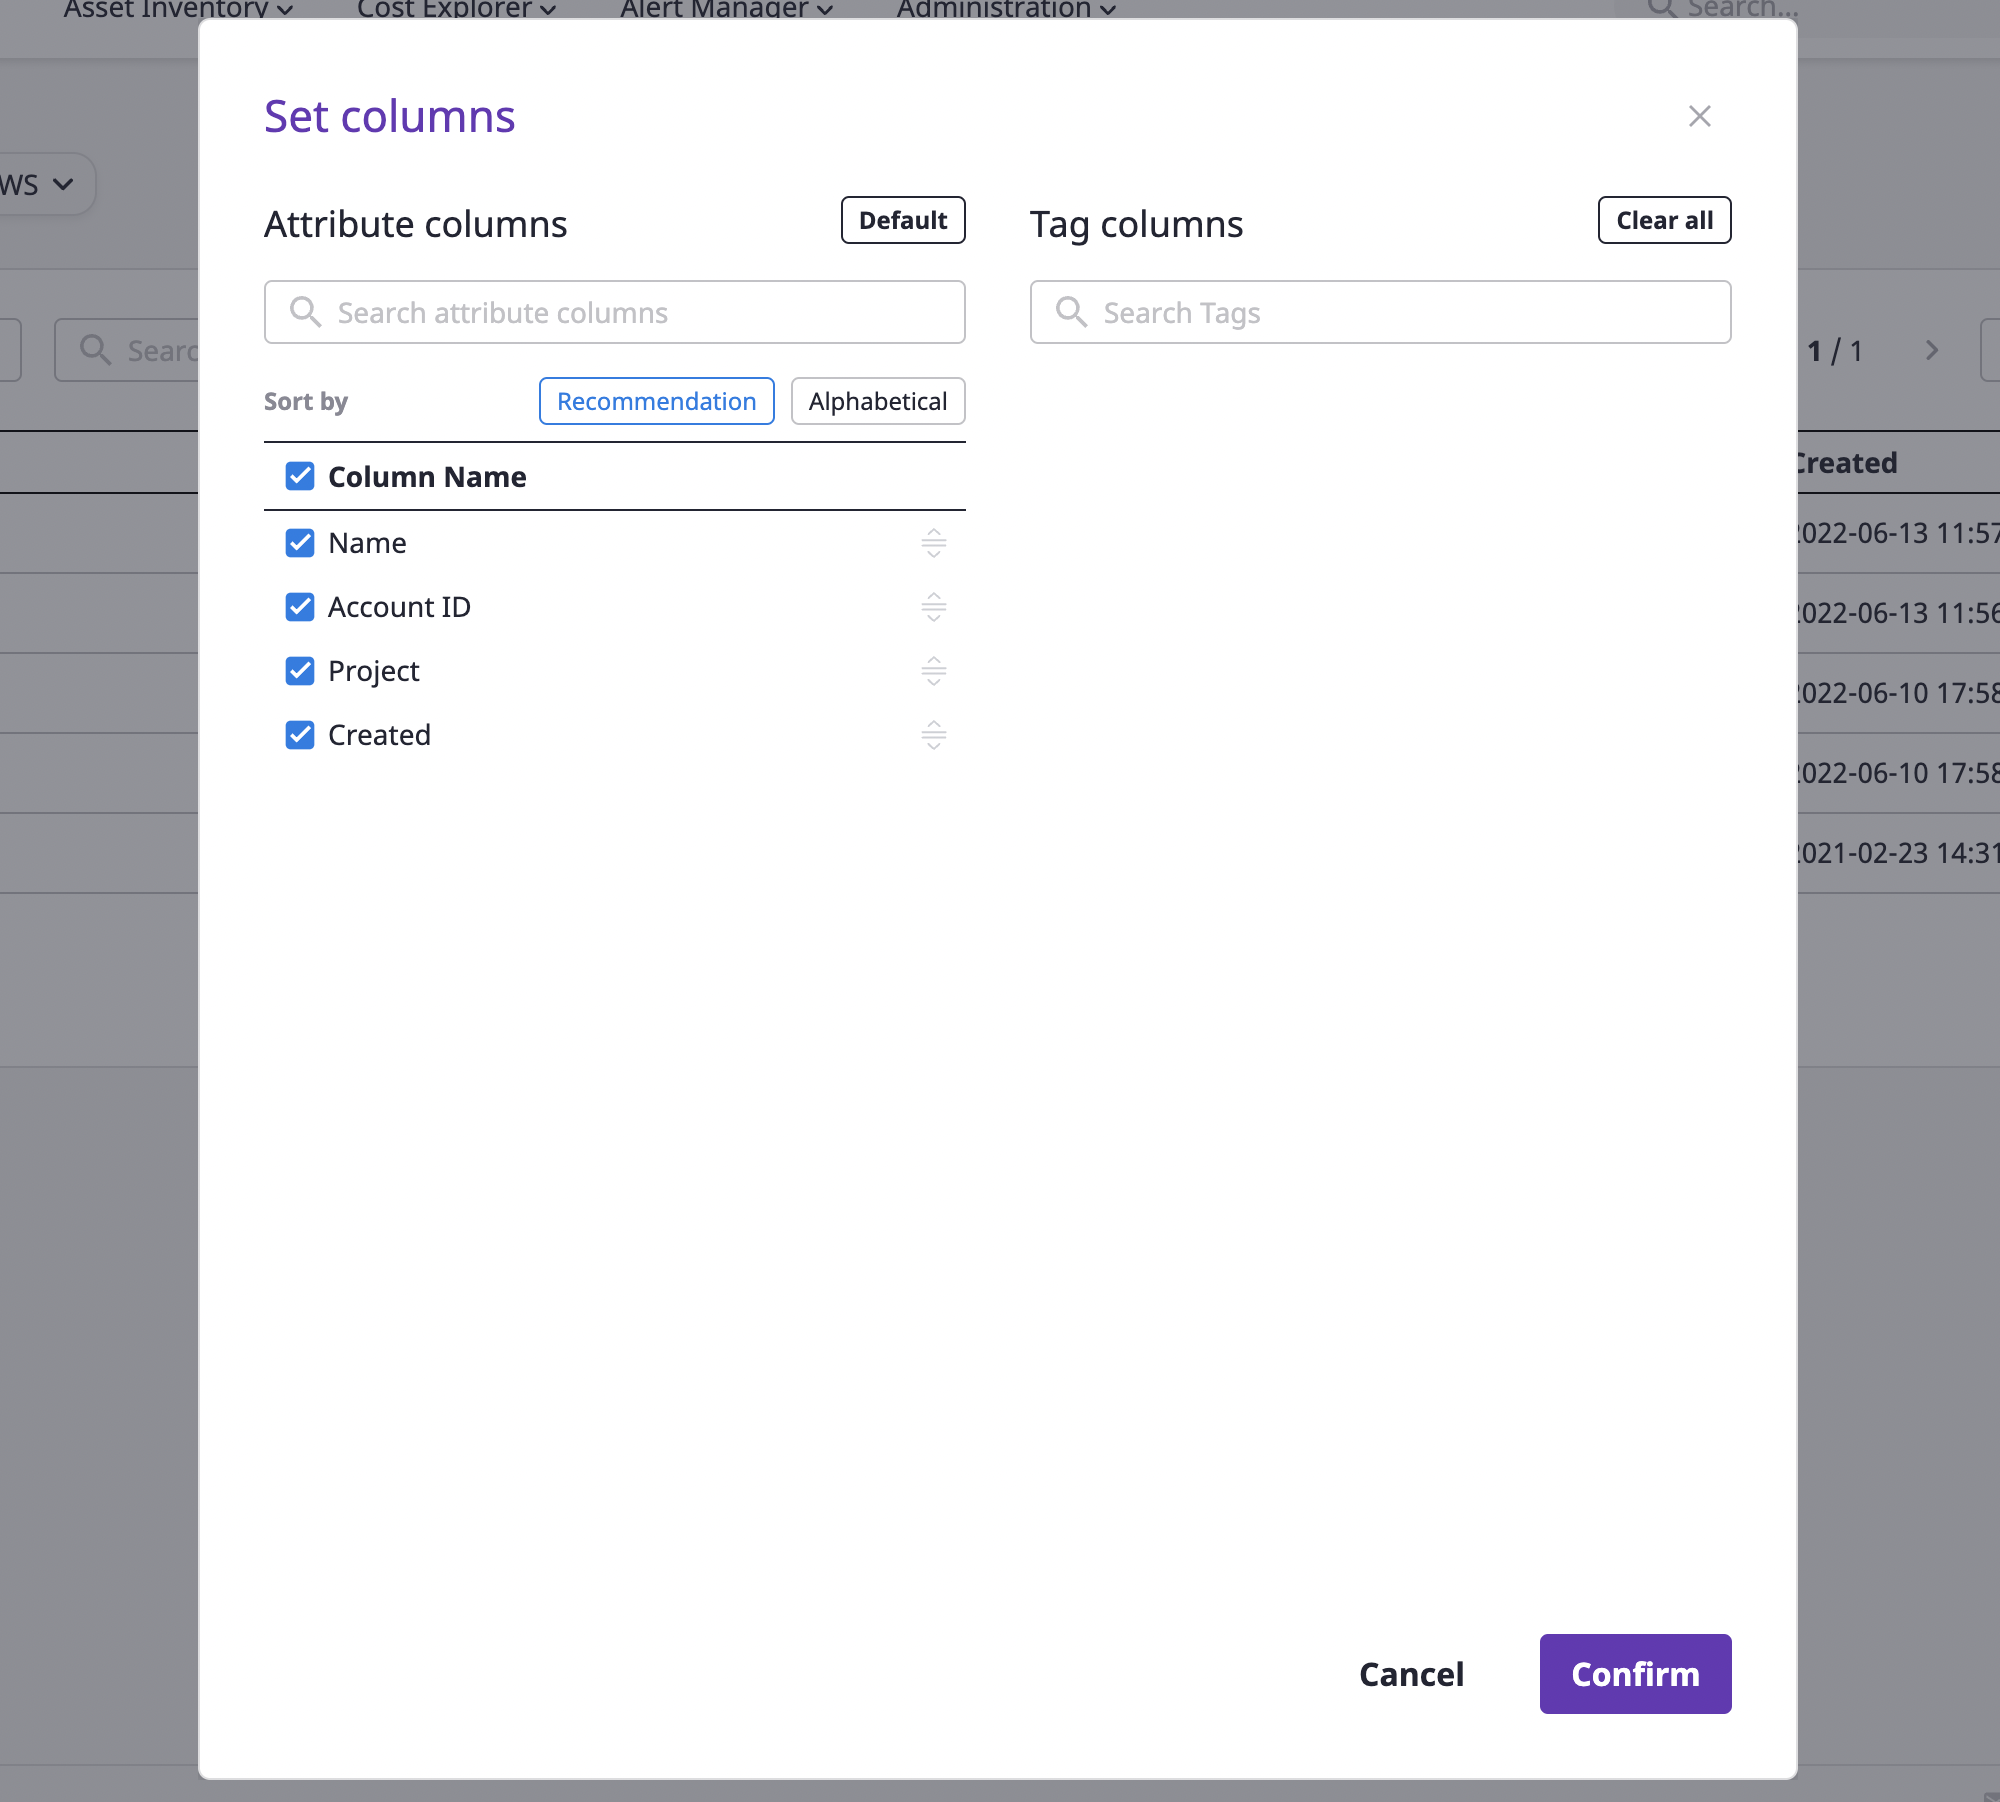 Asset Inventory Cost Explorer Alert Manager Administration Search...
Set columns
WS
Attribute columns Default Tag columns Clear all
Search attribute columns Search Tags
1 / 1
Sort by Recommendation Alphabetical
Created
Column Name
2022-06-13 11:57
Name
2022-06-13 11:56
Account ID
2022-06-10 17:58
Project
2022-06-10 17:58
Created
2021-02-23 14:31
Cancel Confirm